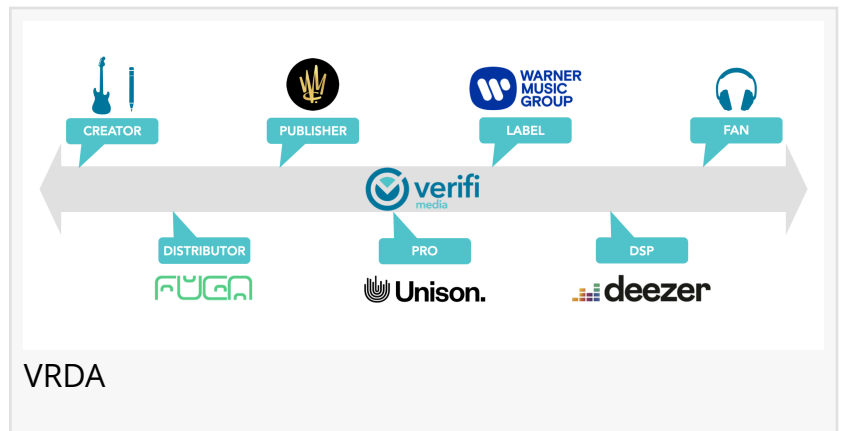 WARNER
MUSIC
GROUP
CREATOR
PUBLISHER
LABEL
FAN
verifi
media
DISTRIBUTOR
PRO
DSP
FUGA
Unison.
deezer
VRDA